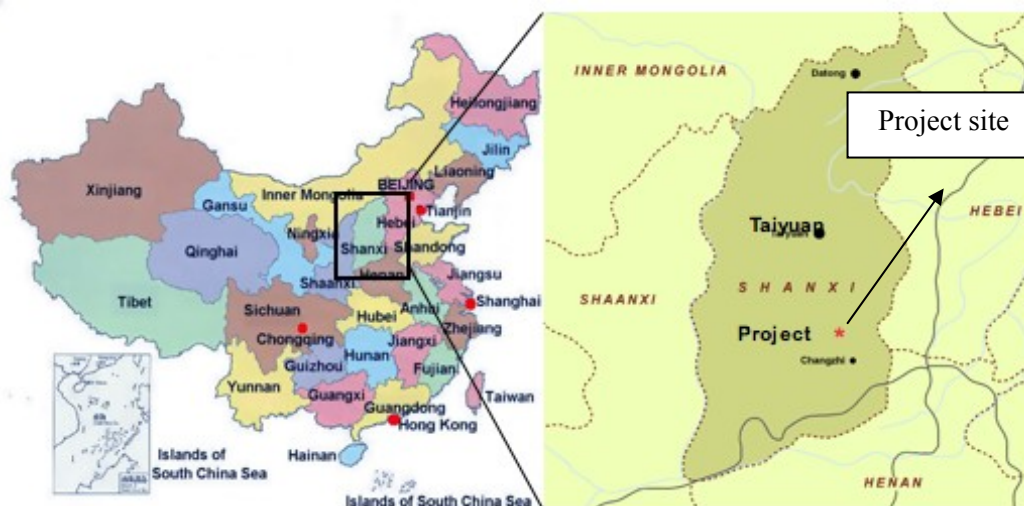 Heilongjiang
Jilin
Liaoning
Xinjiang
Inner Mongolia
BEIJING
Gansu
Tianjin
Hebei
Ningxia
Shanxi
Shandong
Qinghai
Henan
Shaanxi
Jiangsu
Tibet
Sichuan
Anhai
Shanghai
Hubei
Chongqing
Zhejiang
Hunan
Jiangxi
Guizhou
Fujian
Yunnan
Guangxi
Taiwan
Guangdong
Hong Kong
Hainan
Islands of
South China Sea
Islands of South China Sea
INNER MONGOLIA
Datong
Project site
HEBEI
Taiyuan
SHANXI
SHAANXI
Project *
Changzhi
HENAN